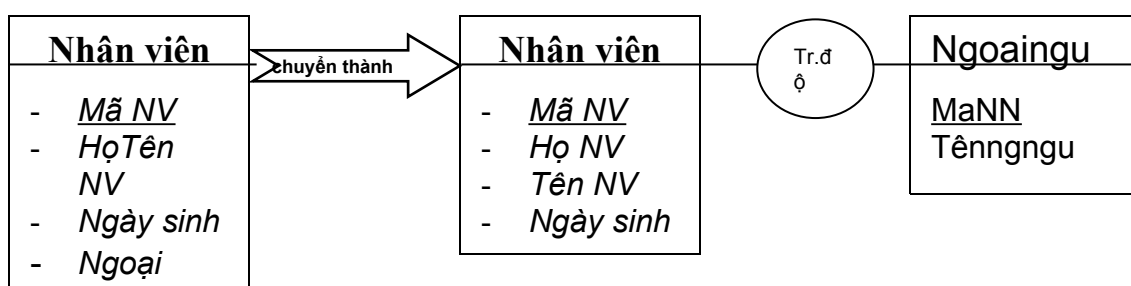 Nhân viên
- Mã NV
- HọTên
NV
- Ngày sinh
- Ngoại
chuyển thành
Nhân viên
- Mã NV
- Họ NV
- Tên NV
- Ngày sinh
Tr.đ
ộ
Ngoaingu
MaNN
Tênngngu